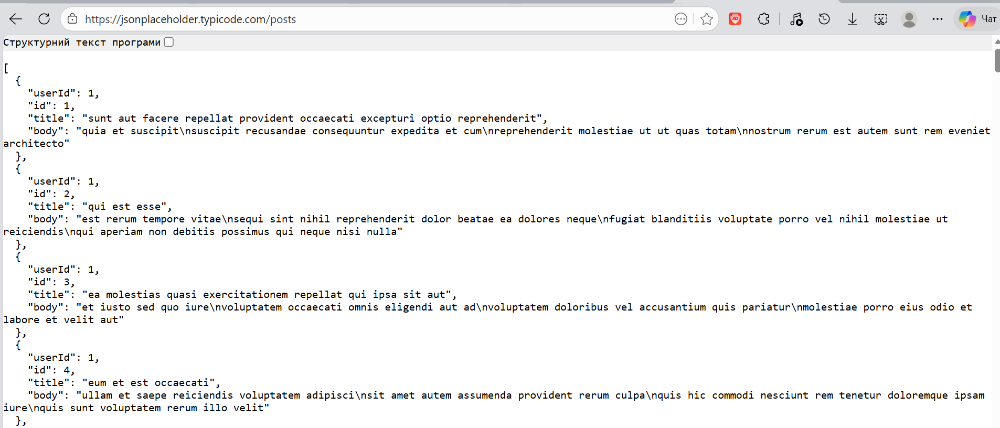 https://jsonplaceholder.typicode.com/posts
AD
Чат
Структурний текст програми
[
  {
    "userId": 1,
    "id": 1,
    "title": "sunt aut facere repellat provident occaecati excepturi optio reprehenderit",
    "body": "quia et suscipit\nsuscipit recusandae consequuntur expedita et cum\nreprehenderit molestiae ut ut quas totam\nnostrum rerum est autem sunt rem eveniet
architecto"
  },
  {
    "userId": 1,
    "id": 2,
    "title": "qui est esse",
    "body": "est rerum tempore vitae\nsequi sint nihil reprehenderit dolor beatae ea dolores neque\nfugiat blanditiis voluptate porro vel nihil molestiae ut
reiciendis\nqui aperiam non debitis possimus qui neque nisi nulla"
  },
  {
    "userId": 1,
    "id": 3,
    "title": "ea molestias quasi exercitationem repellat qui ipsa sit aut",
    "body": "et iusto sed quo iure\nvoluptatem occaecati omnis eligendi aut ad\nvoluptatem doloribus vel accusantium quis pariatur\nmolestiae porro eius odio et
labore et velit aut"
  },
  {
    "userId": 1,
    "id": 4,
    "title": "eum et est occaecati",
    "body": "ullam et saepe reiciendis voluptatem adipisci\nsit amet autem assumenda provident rerum culpa\nquis hic commodi nesciunt rem tenetur doloremque ipsam
iure\nquis sunt voluptatem rerum illo velit"
  },